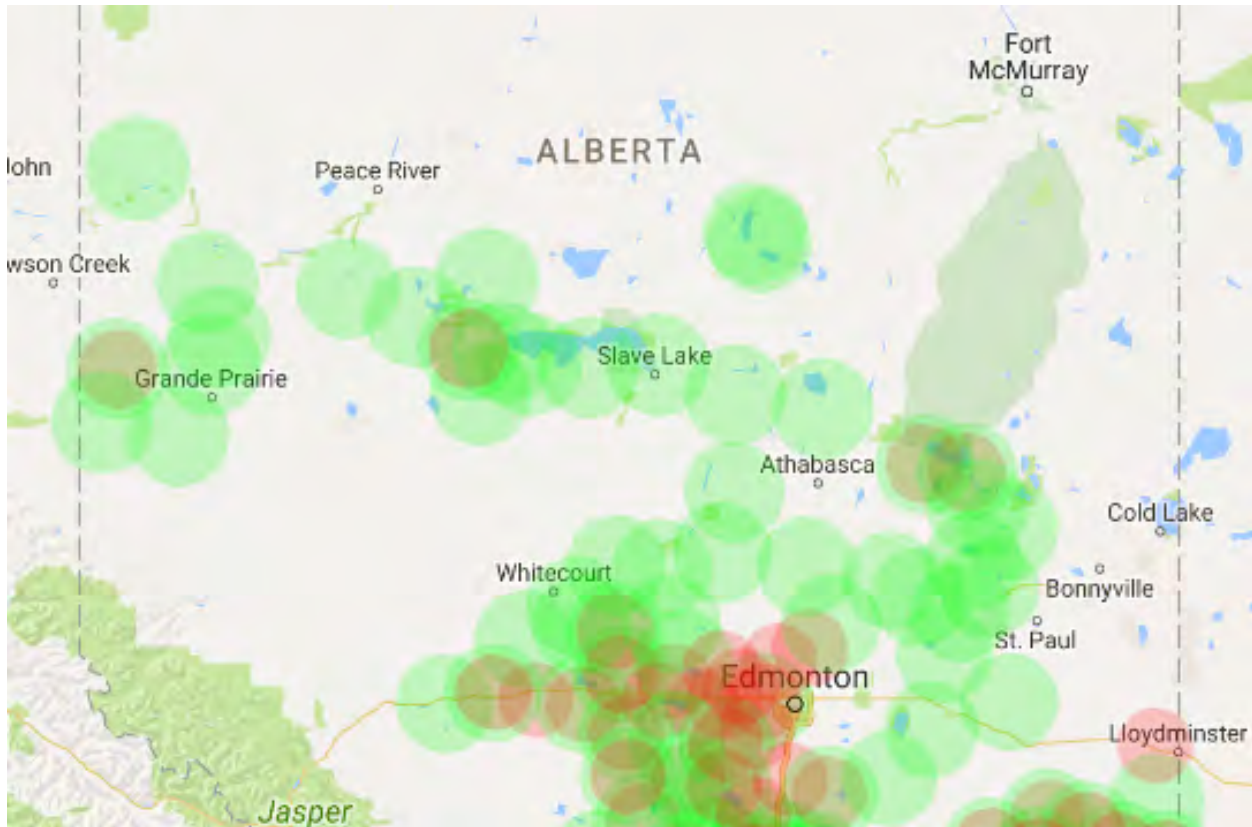 Fort
McMurray
ALBERTA
John
Peace River
wson Creek
Slave Lake
Grande Prairie
Athabasca
Cold Lake
Whitecourt
Bonnyville
St. Paul
Edmonton
Lloydminster
Jasper